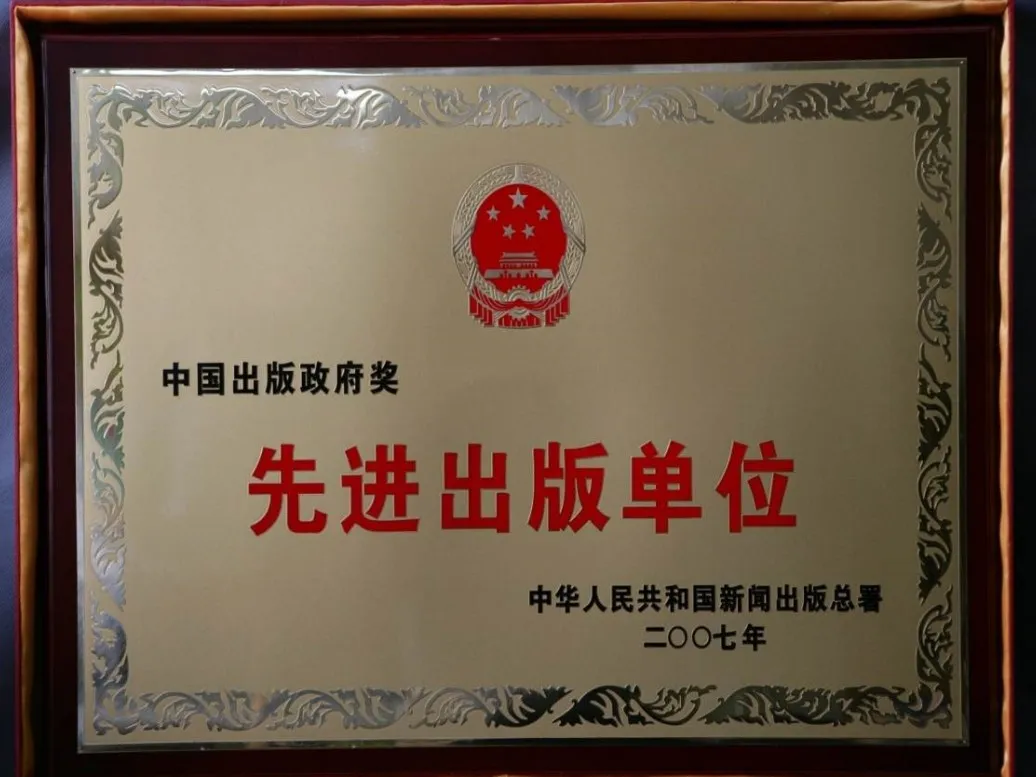 中国出版政府奖
先进出版单位
中华人民共和国新闻出版总署
二〇〇七年